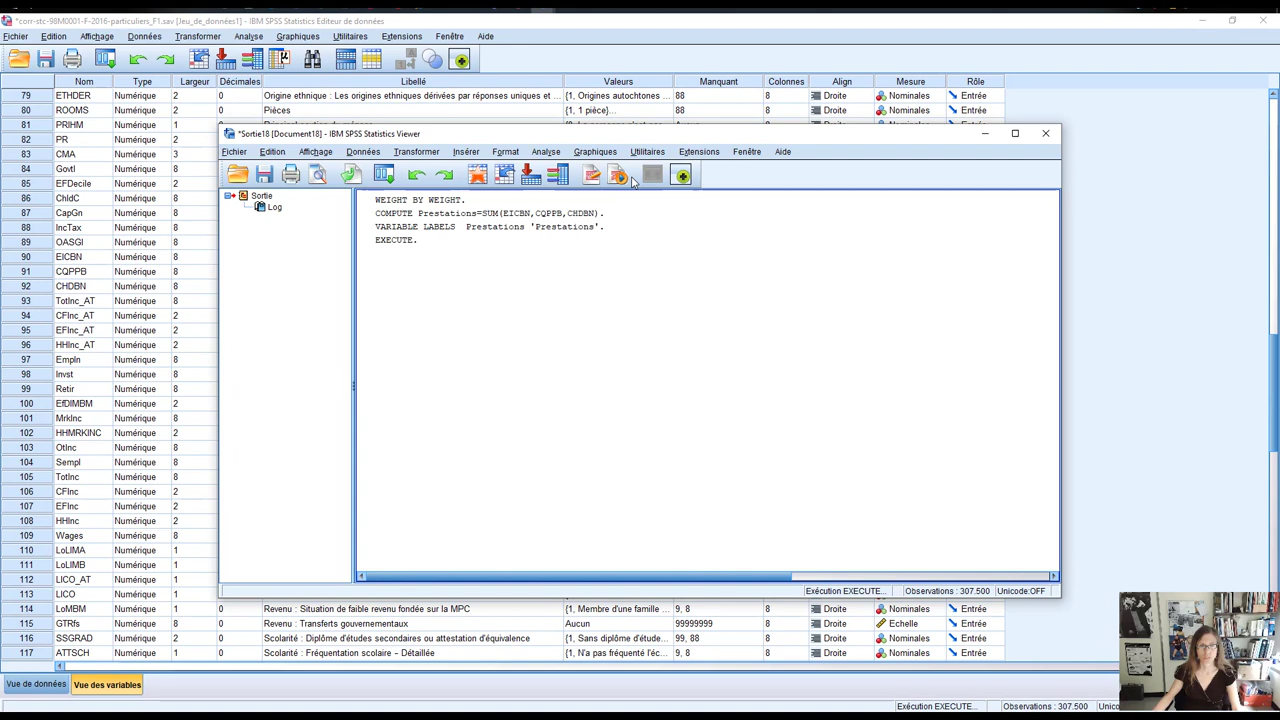 *corr-stc-98M0001-F-2016-particuliers_F1.sav [Jeu_de_données1] - IBM SPSS Statistics Editeur de données
Fichier Edition Affichage Données Transformer Analyse Graphiques Utilitaires Extensions Fenêtre Aide
Nom Type Largeur Décimales Libellé Valeurs Manquant Colonnes Align Mesure Rôle
79 ETHDER Numérique 2 0 Origine ethnique : Les origines ethniques dérivées par réponses uniques et ... {1, Origines autochtones ... 88 8 Droite Nominales Entrée
80 ROOMS Numérique 2 0 Pièces {1, 1 pièce}... 88 8 Droite Nominales Entrée
81 PRIHM Numérique 1
82 PR Numérique 2
83 CMA Numérique 3
84 GovtI Numérique 8
85 EFDecile Numérique 2
86 ChldC Numérique 8
87 CapGn Numérique 8
88 IncTax Numérique 8
89 OASGI Numérique 8
90 EICBN Numérique 8
91 CQPPB Numérique 8
92 CHDBN Numérique 8
93 TotInc_AT Numérique 8
94 CFInc_AT Numérique 2
95 EFInc_AT Numérique 2
96 HHInc_AT Numérique 2
97 EmpIn Numérique 8
98 Invst Numérique 8
99 Retir Numérique 8
100 EfDIMBM Numérique 2
101 MrkInc Numérique 8
102 HHMRKINC Numérique 2
103 OtInc Numérique 8
104 Sempl Numérique 8
105 TotInc Numérique 8
106 CFInc Numérique 2
107 EFInc Numérique 2
108 HHInc Numérique 2
109 Wages Numérique 8
110 LoLIMA Numérique 1
111 LoLIMB Numérique 1
112 LICO_AT Numérique 1
113 LICO Numérique 1
114 LoMBM Numérique 1 0 Revenu : Situation de faible revenu fondée sur la MPC {1, Membre d'une famille ... 9, 8 8 Droite Nominales Entrée
115 GTRfs Numérique 8 0 Revenu : Transferts gouvernementaux Aucun 99999999 8 Droite Echelle Entrée
116 SSGRAD Numérique 2 0 Scolarité : Diplôme d'études secondaires ou attestation d'équivalence {1, Sans diplôme d'étude... 99, 88 8 Droite Nominales Entrée
117 ATTSCH Numérique 1 0 Scolarité : Fréquentation scolaire – Détaillée {1, N'a pas fréquenté l'éc... 9, 8 8 Droite Nominales Entrée
*Sortie18 [Document18] - IBM SPSS Statistics Viewer
Fichier Edition Affichage Données Transformer Insérer Format Analyse Graphiques Utilitaires Extensions Fenêtre Aide
Sortie
Log
WEIGHT BY WEIGHT.
COMPUTE Prestations=SUM(EICBN,CQPPB,CHDBN).
VARIABLE LABELS Prestations 'Prestations'.
EXECUTE.
Exécution EXECUTE... Observations : 307.500 Unicode:OFF
Vue de données Vue des variables
Exécution EXECUTE... Observations : 307.500